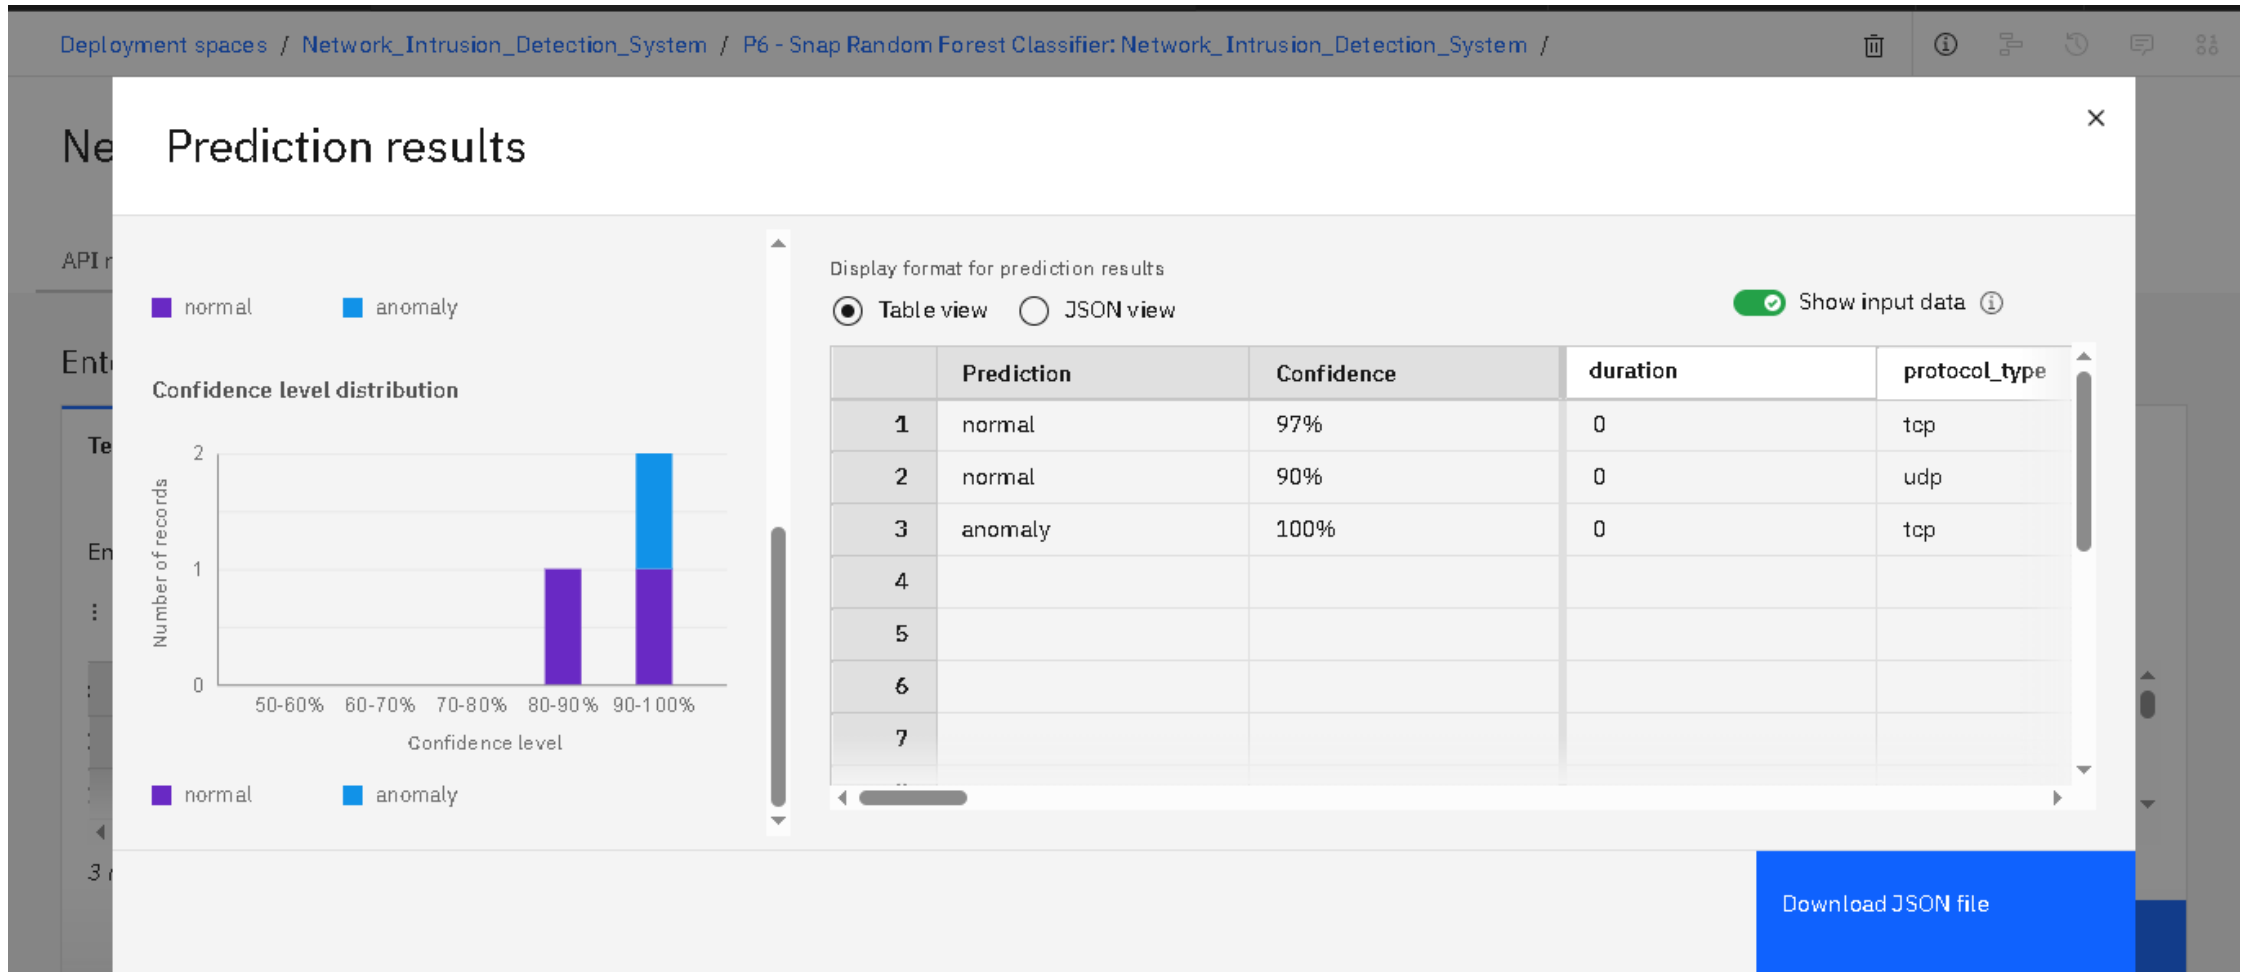 Deployment spaces / Network_Intrusion_Detection_System / P6 - Snap Random Forest Classifier: Network_Intrusion_Detection_System /
Ne
Prediction results
API r
Ente
Te
En
3 r
normal anomaly
Confidence level distribution
Number of records
2
1
0
50-60% 60-70% 70-80% 80-90% 90-100%
Confidence level
normal anomaly
Display format for prediction results
Table view JSON view
Show input data
Prediction Confidence duration protocol_type
1 normal 97% 0 tcp
2 normal 90% 0 udp
3 anomaly 100% 0 tcp
4
5
6
7
Download JSON file